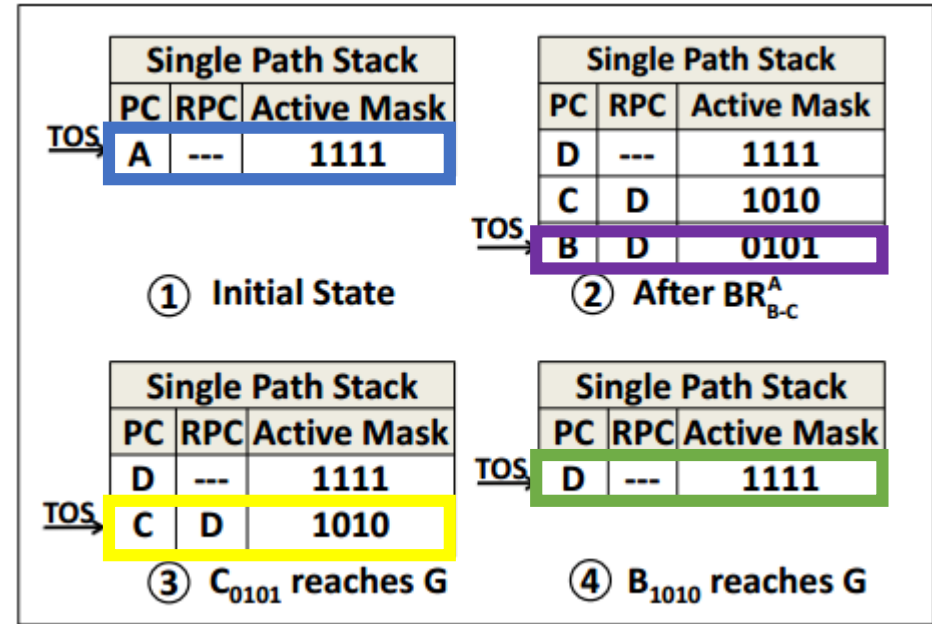 Single Path Stack
PC RPC Active Mask
TOS
A --- 1111
① Initial State
Single Path Stack
PC RPC Active Mask
D --- 1111
C D 1010
TOS
B D 0101
② After BR^A_B-C
Single Path Stack
PC RPC Active Mask
D --- 1111
TOS
C D 1010
③ C_0101 reaches G
Single Path Stack
PC RPC Active Mask
TOS
D --- 1111
④ B_1010 reaches G